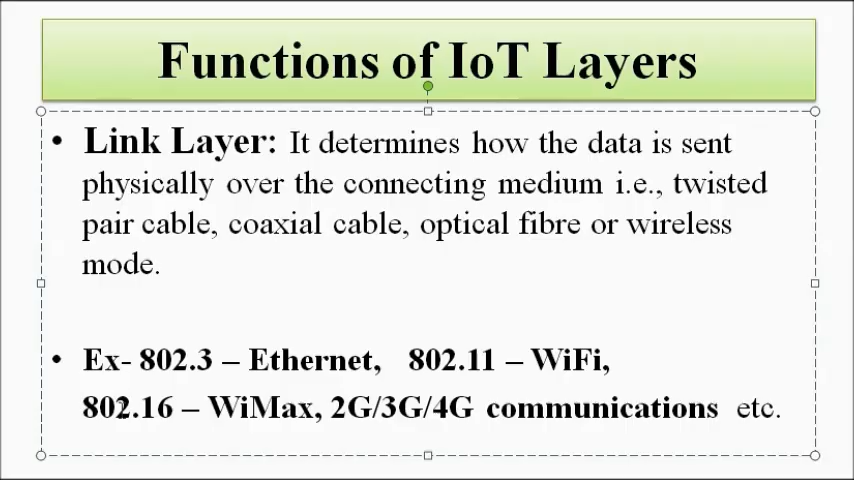 Functions of IoT Layers
• Link Layer: It determines how the data is sent
physically over the connecting medium i.e., twisted
pair cable, coaxial cable, optical fibre or wireless
mode.
• Ex- 802.3 – Ethernet, 802.11 – WiFi,
802.16 – WiMax, 2G/3G/4G communications etc.